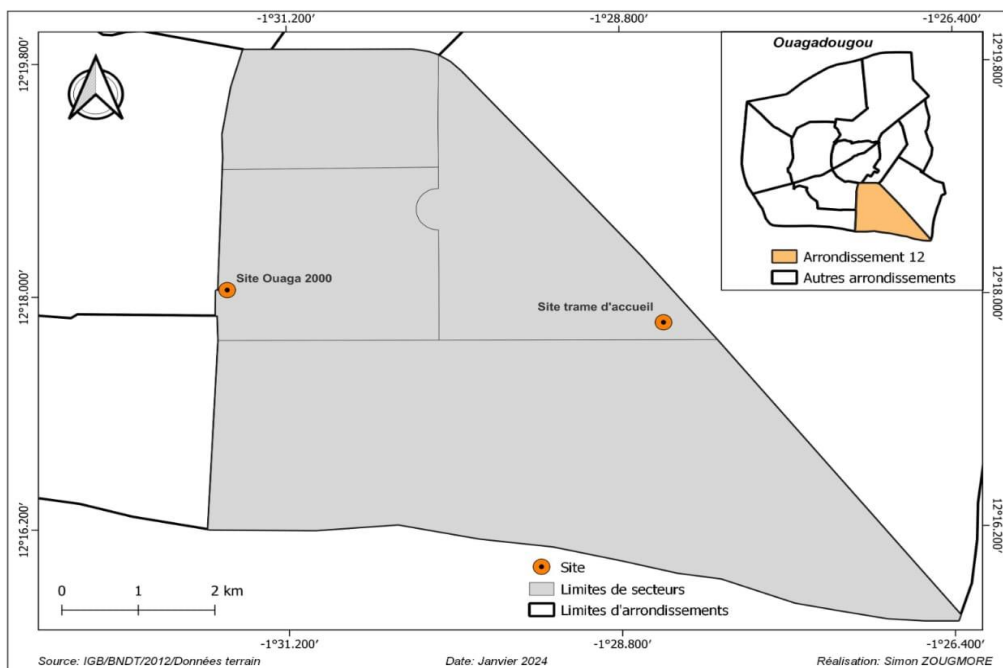 -1°31.200'
-1°28.800'
-1°26.400'
12°19.800'
12°19.800'
Ouagadougou
Arrondissement 12
Autres arrondissements
Site Ouaga 2000
Site trame d'accueil
12°18.000'
12°18.000'
12°16.200'
12°16.200'
Site
Limites de secteurs
Limites d'arrondissements
0 1 2 km
-1°31.200'
-1°28.800'
-1°26.400'
Source: IGB/BNDT/2012/Données terrain
Date: Janvier 2024
Réalisation: Simon ZOUGMORE